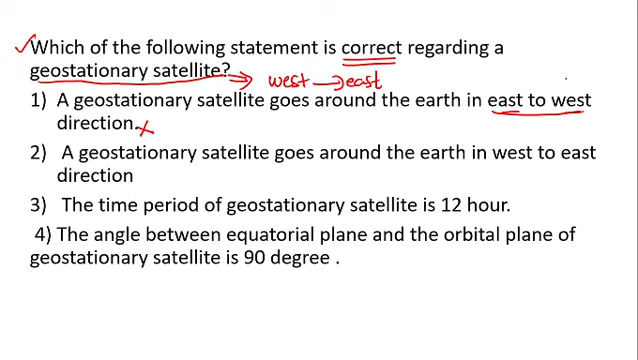 Which of the following statement is correct regarding a
geostationary satellite?
west → east
1) A geostationary satellite goes around the earth in east to west
direction.
2) A geostationary satellite goes around the earth in west to east
direction
3) The time period of geostationary satellite is 12 hour.
4) The angle between equatorial plane and the orbital plane of
geostationary satellite is 90 degree .